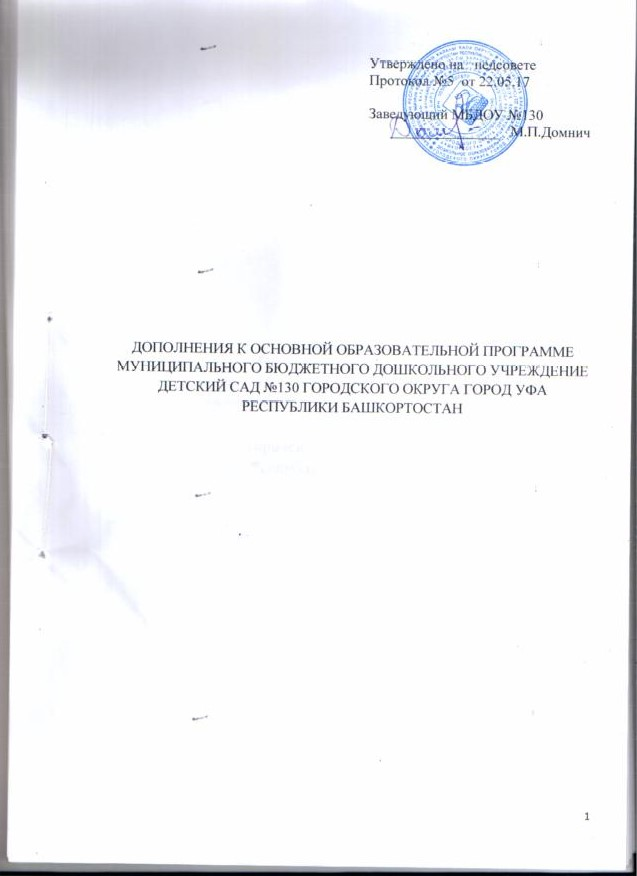 Утверждено на педсовете
Протокол №5 от 22.05.17
Заведующий МБДОУ №130
М.П.Домнич
ДОПОЛНЕНИЯ К ОСНОВНОЙ ОБРАЗОВАТЕЛЬНОЙ ПРОГРАММЕ
МУНИЦИПАЛЬНОГО БЮДЖЕТНОГО ДОШКОЛЬНОГО УЧРЕЖДЕНИЕ
ДЕТСКИЙ САД №130 ГОРОДСКОГО ОКРУГА ГОРОД УФА
РЕСПУБЛИКИ БАШКОРТОСТАН
1